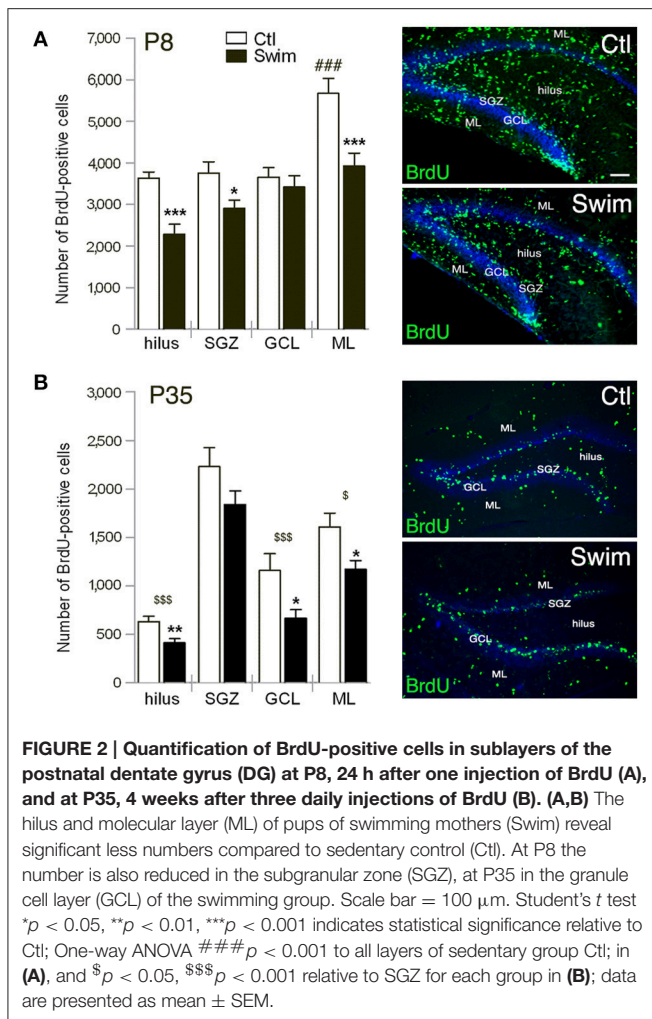 A
P8
Ctl
Swim
Number of BrdU-positive cells
7,000
6,000
5,000
4,000
3,000
2,000
1,000
0
***
*
###
***
hilus SGZ GCL ML
Ctl
ML
hilus
SGZ
GCL
ML
BrdU
Swim
ML
hilus
ML
GCL
SGZ
BrdU
B
P35
Number of BrdU-positive cells
3,000
2,500
2,000
1,500
1,000
500
0
$$$
**
$$$
*
$
*
hilus SGZ GCL ML
Ctl
ML
hilus
SGZ
GCL
ML
BrdU
Swim
ML
SGZ
hilus
GCL
ML
BrdU
FIGURE 2 | Quantification of BrdU-positive cells in sublayers of the
postnatal dentate gyrus (DG) at P8, 24 h after one injection of BrdU (A),
and at P35, 4 weeks after three daily injections of BrdU (B). (A,B) The
hilus and molecular layer (ML) of pups of swimming mothers (Swim) reveal
significant less numbers compared to sedentary control (Ctl). At P8 the
number is also reduced in the subgranular zone (SGZ), at P35 in the granule
cell layer (GCL) of the swimming group. Scale bar = 100 μm. Student's t test
*p < 0.05, **p < 0.01, ***p < 0.001 indicates statistical significance relative to
Ctl; One-way ANOVA ###p < 0.001 to all layers of sedentary group Ctl; in
(A), and $p < 0.05, $$$p < 0.001 relative to SGZ for each group in (B); data
are presented as mean ± SEM.